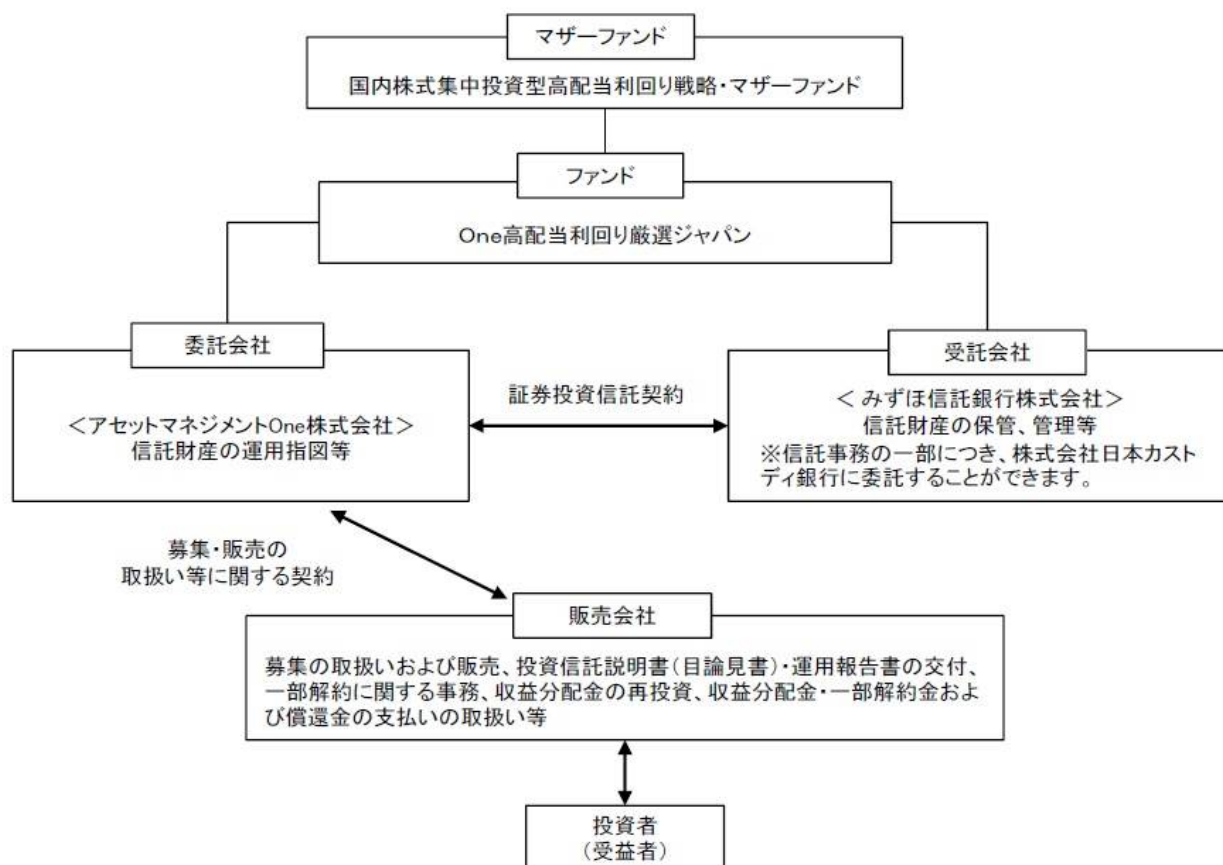 マザーファンド
国内株式集中投資型高配当利回り戦略・マザーファンド
ファンド
One高配当利回り厳選ジャパン
委託会社
＜アセットマネジメントOne株式会社＞
信託財産の運用指図等
証券投資信託契約
受託会社
＜みずほ信託銀行株式会社＞
信託財産の保管、管理等
※信託事務の一部につき、株式会社日本カスト
ディ銀行に委託することができます。
募集・販売の
取扱い等に関する契約
販売会社
募集の取扱いおよび販売、投資信託説明書（目論見書）・運用報告書の交付、
一部解約に関する事務、収益分配金の再投資、収益分配金・一部解約金およ
び償還金の支払いの取扱い等
投資者
（受益者）